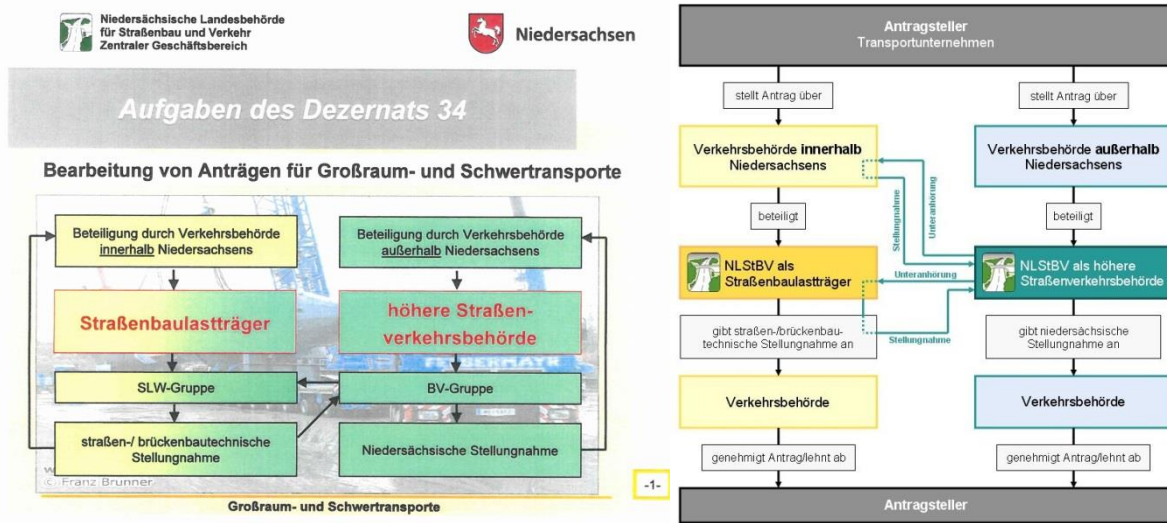 Niedersächsische Landesbehörde
für Straßenbau und Verkehr
Zentraler Geschäftsbereich
Niedersachsen
Aufgaben des Dezernats 34
Bearbeitung von Anträgen für Großraum- und Schwertransporte
Beteiligung durch Verkehrsbehörde
innerhalb Niedersachsens
Beteiligung durch Verkehrsbehörde
außerhalb Niedersachsens
Straßenbaulastträger
höhere Straßen-
verkehrsbehörde
SLW-Gruppe
BV-Gruppe
straßen-/ brückenbautechnische
Stellungnahme
Niedersächsische Stellungnahme
© Franz Brunner
-1-
Großraum- und Schwertransporte
Antragsteller
Transportunternehmen
stellt Antrag über
stellt Antrag über
Verkehrsbehörde innerhalb
Niedersachsens
Verkehrsbehörde außerhalb
Niedersachsens
Stellungnahme
Unteranhörung
beteiligt
beteiligt
NLStBV als
Straßenbaulastträger
Unteranhörung
NLStBV als höhere
Straßenverkehrsbehörde
Stellungnahme
gibt straßen-/brückenbau-
technische Stellungnahme an
gibt niedersächsische
Stellungnahme an
Verkehrsbehörde
Verkehrsbehörde
genehmigt Antrag/lehnt ab
genehmigt Antrag/lehnt ab
Antragsteller